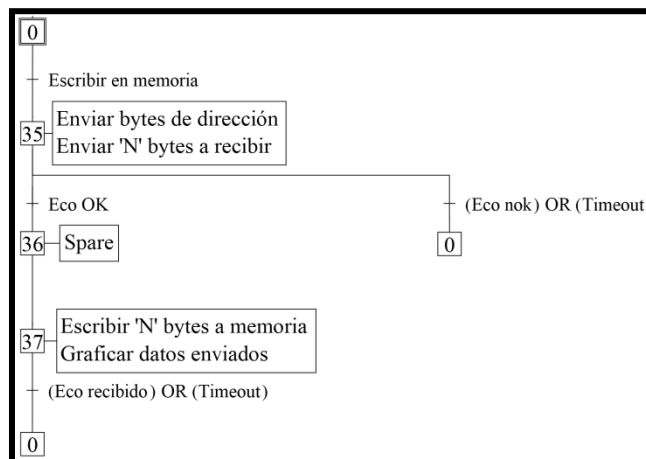 0
Escribir en memoria
35
Enviar bytes de dirección
Enviar 'N' bytes a recibir
Eco OK
(Eco nok) OR (Timeout
36
Spare
0
37
Escribir 'N' bytes a memoria
Graficar datos enviados
(Eco recibido) OR (Timeout)
0